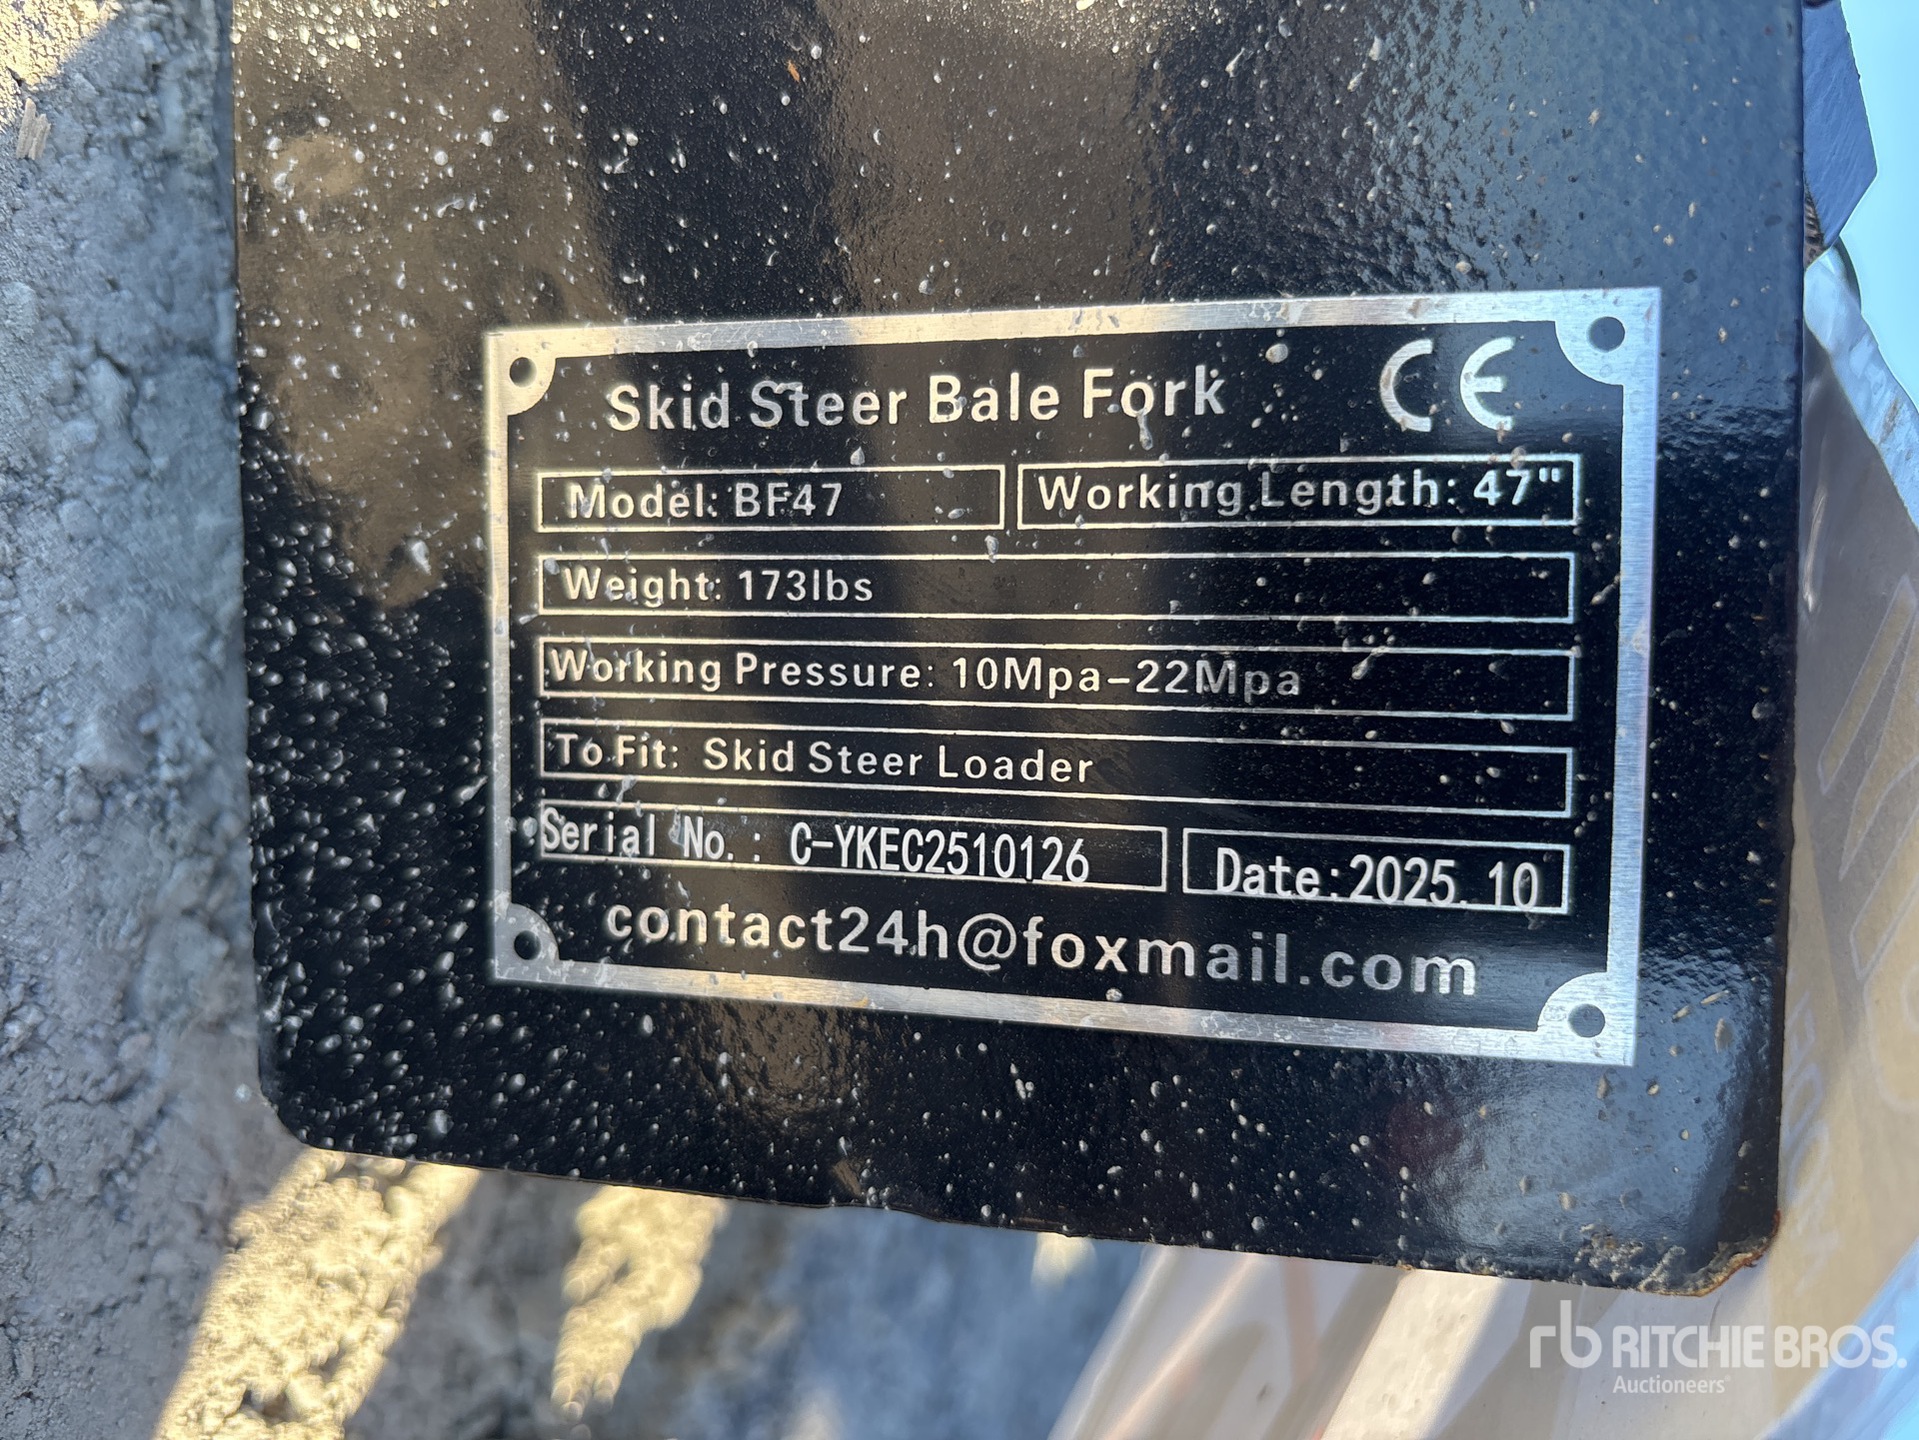 Skid Steer Bale Fork CE
Model: BF47 Working Length: 47"
Weight: 173lbs
Working Pressure: 10Mpa-22Mpa
To Fit: Skid Steer Loader
Serial No.: C-YKEC2510126 Date:2025.10
contact24h@foxmail.com
rb RITCHIE BROS.
Auctioneers